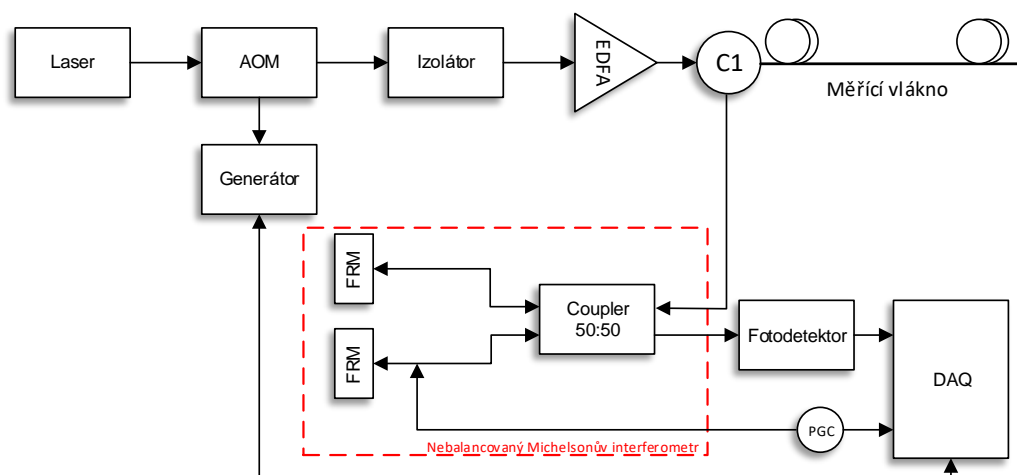 Laser
AOM
Izolátor
EDFA
C1
Měřící vlákno
Generátor
FRM
Coupler
50:50
Fotodetektor
FRM
DAQ
PGC
Nebalancovaný Michelsonův interferometr